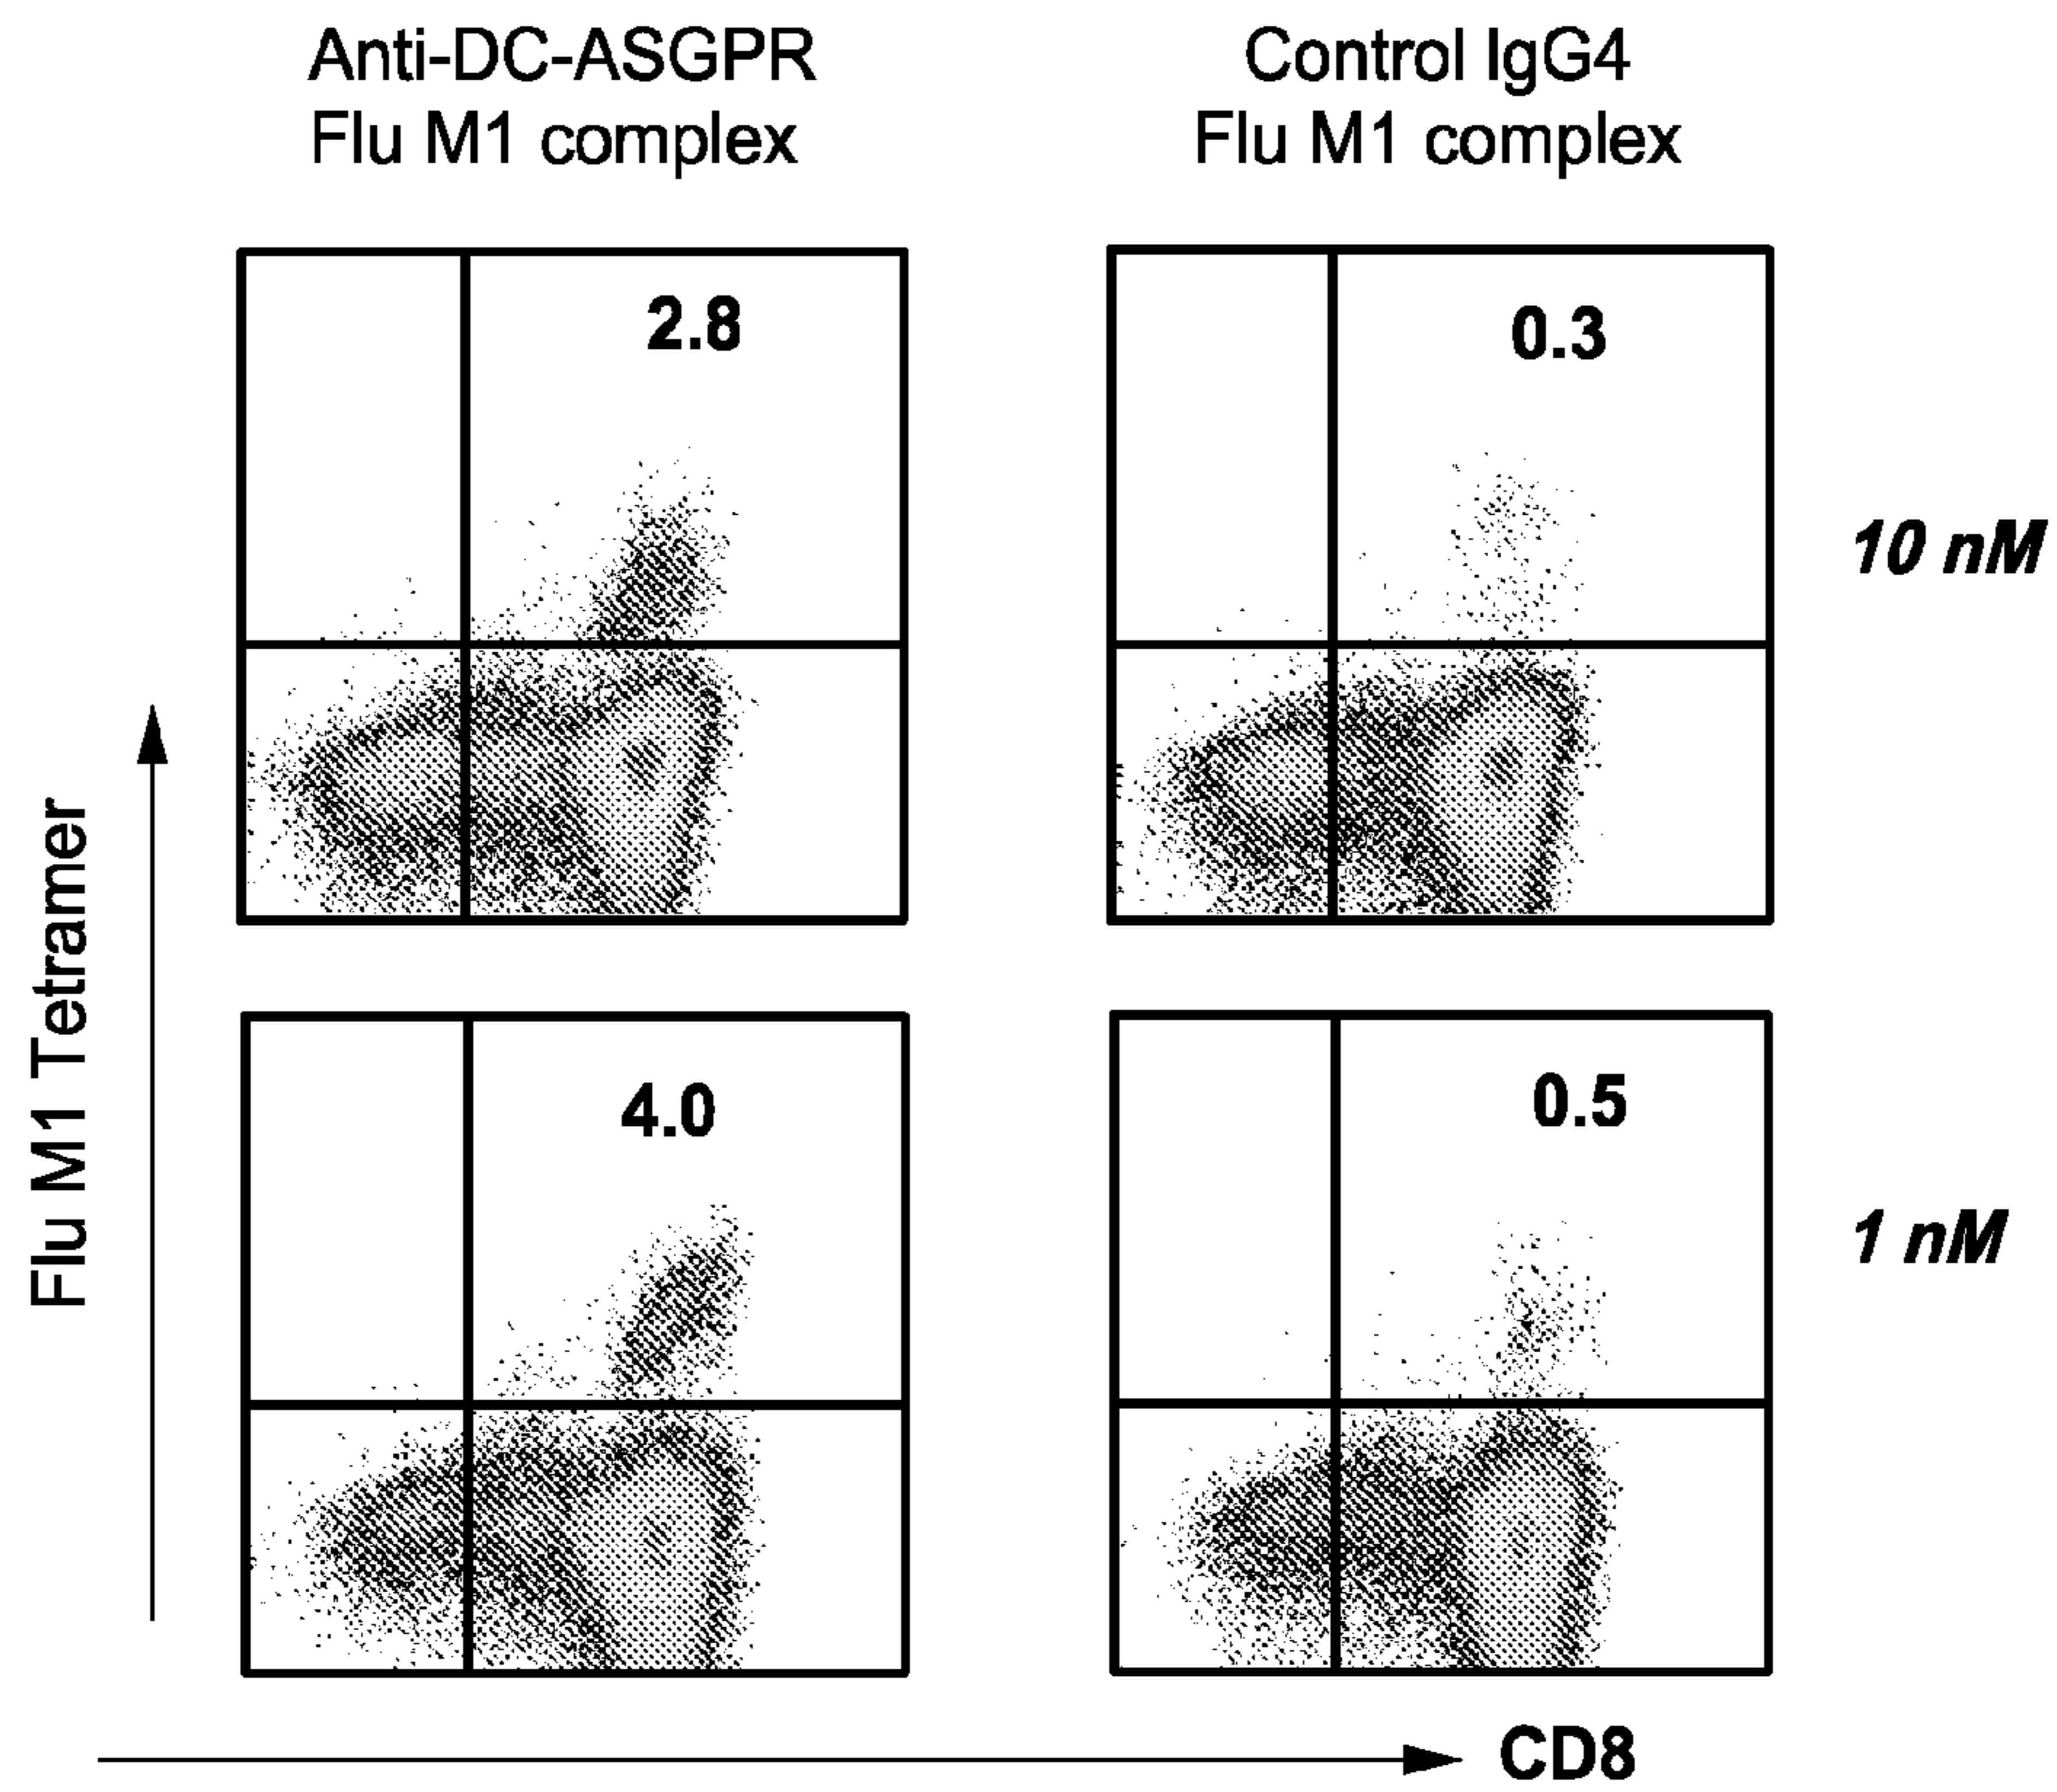 Anti-DC-ASGPR
Flu M1 complex
Control IgG4
Flu M1 complex
2.8
0.3
10 nM
Flu M1 Tetramer
4.0
0.5
1 nM
CD8